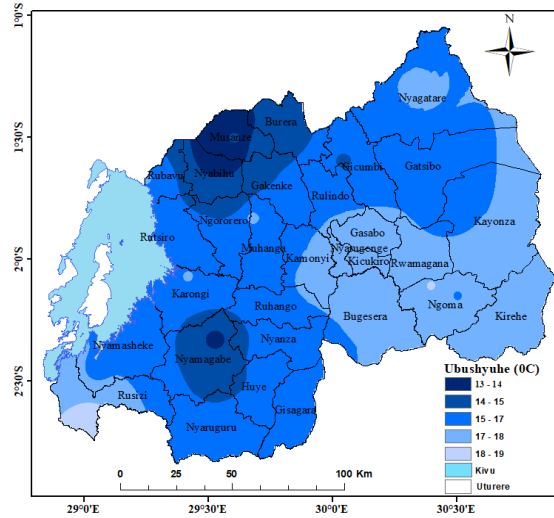 1°0'S
N
Nyagatare
Burera
1°30'S
Musanze
Nyabihu
Gicumbi
Gatsibo
Rubavu
Gakenke
Rulindo
Ngororero
Kayonza
Rutsiro
Gasabo
Muhanga
Nyarugenge
2°0'S
Kamonyi
Kicukiro
Rwamagana
Karongi
Ruhango
Bugesera
Ngoma
Kirehe
Nyamasheke
Nyamagabe
Nyanza
2°30'S
Rusizi
Huye
Gisagara
Nyaruguru
Ubushyuhe (0C)
13 - 14
14 - 15
15 - 17
17 - 18
18 - 19
Kivu
Uturere
0 25 50 100 Km
29°0'E 29°30'E 30°0'E 30°30'E